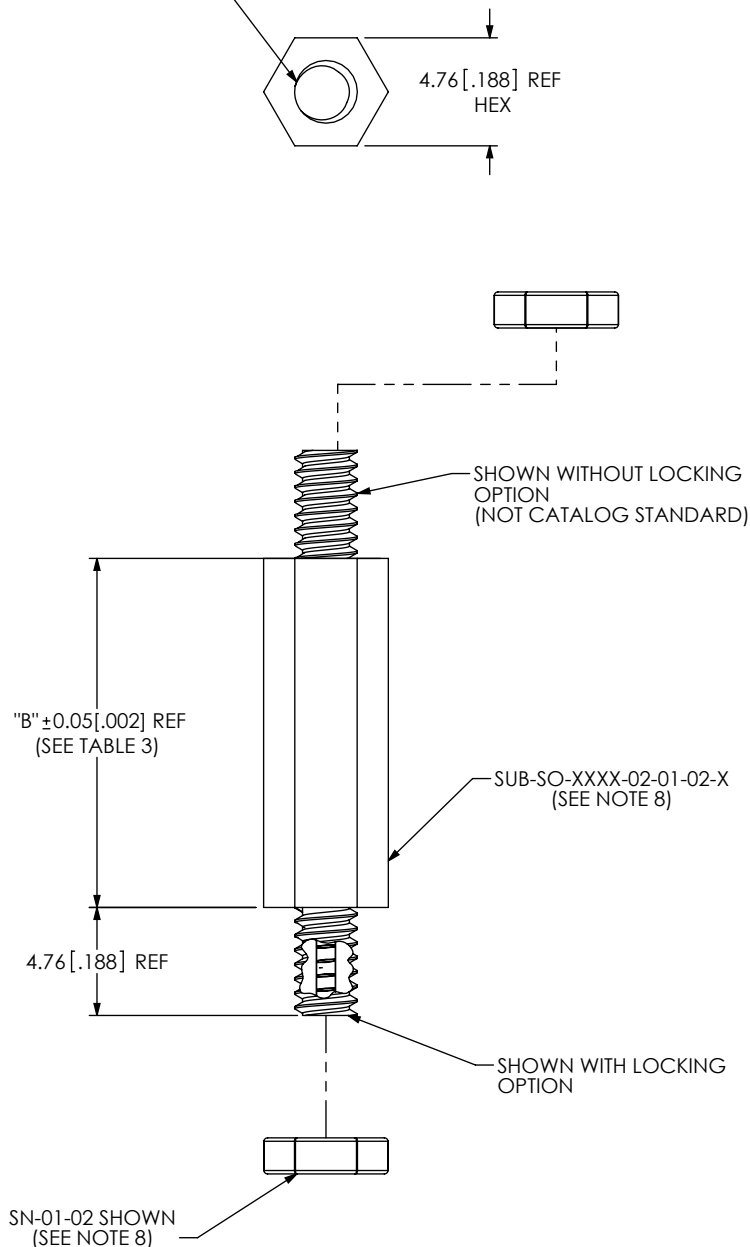 4.76[.188] REF
HEX
SHOWN WITHOUT LOCKING
OPTION
(NOT CATALOG STANDARD)
"B"±0.05[.002] REF
(SEE TABLE 3)
SUB-SO-XXXX-02-01-02-X
(SEE NOTE 8)
4.76[.188] REF
SHOWN WITH LOCKING
OPTION
SN-01-02 SHOWN
(SEE NOTE 8)